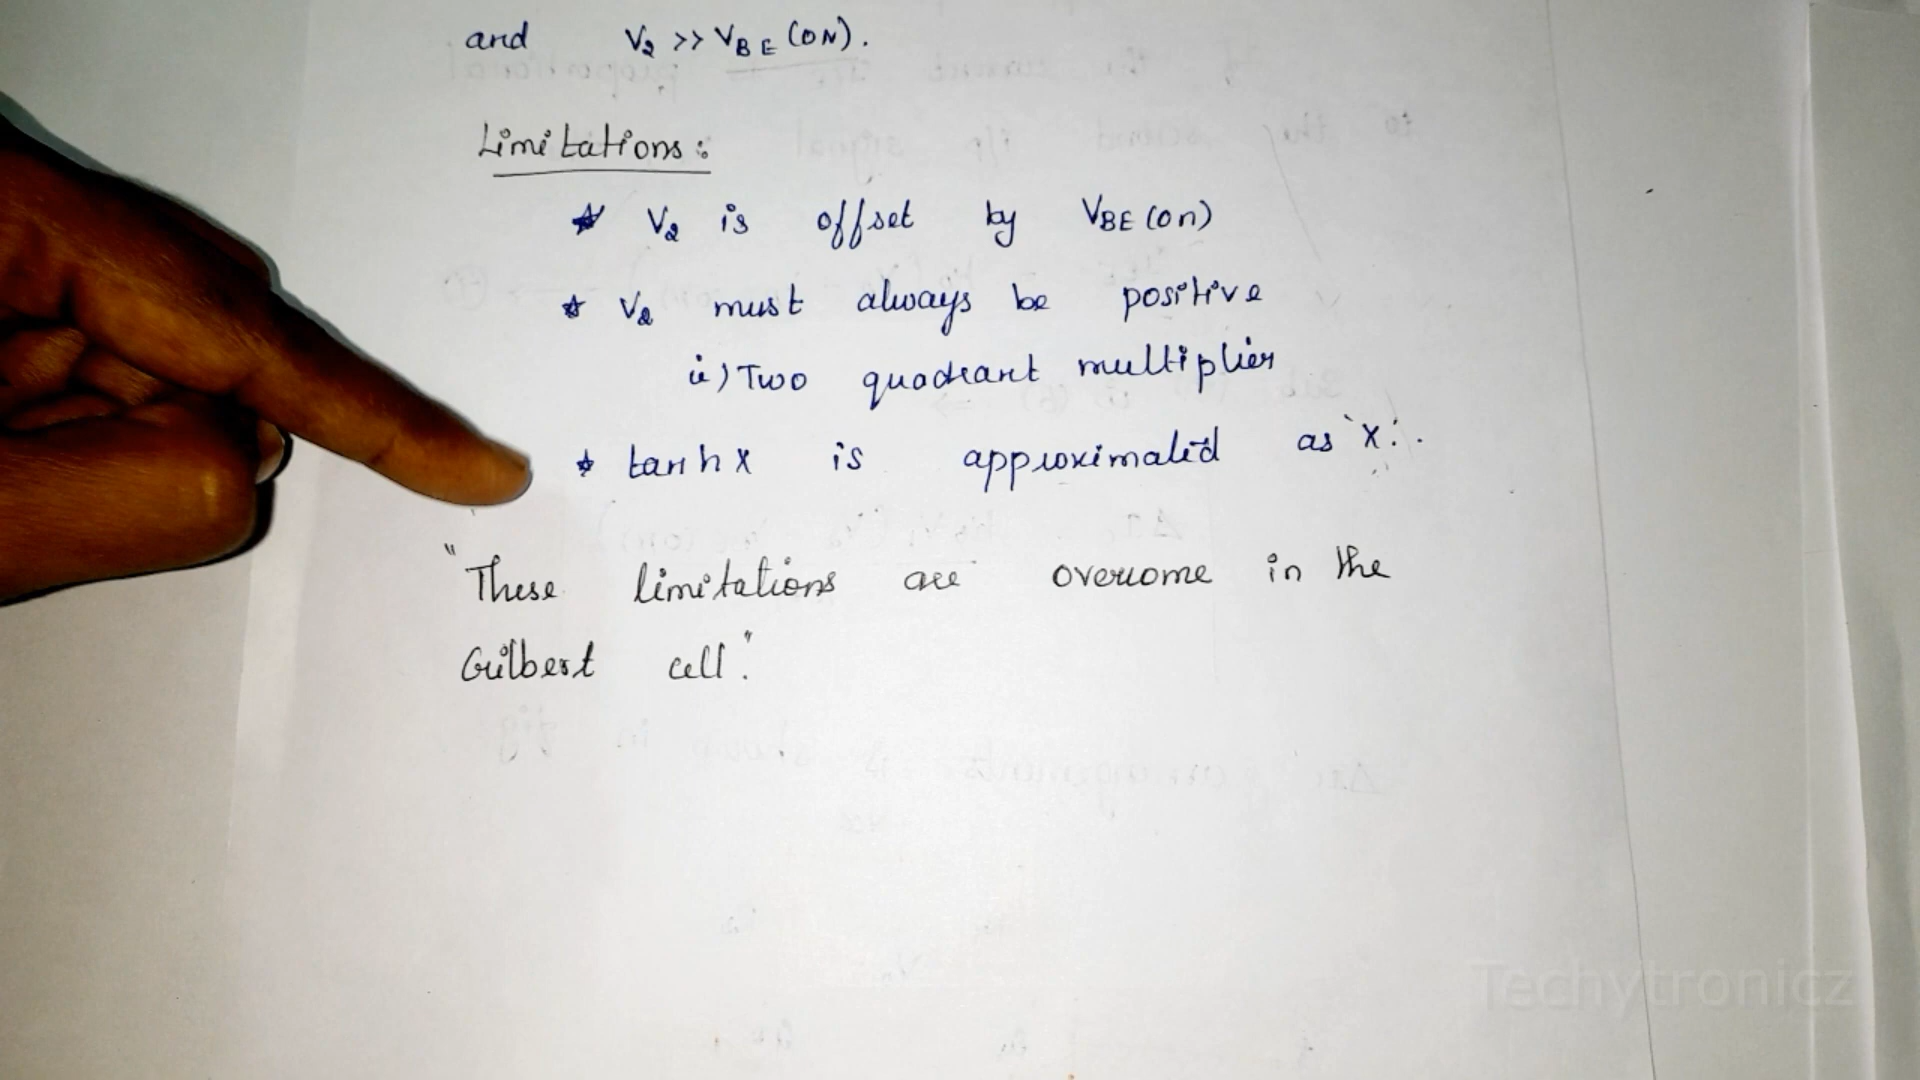 and V2 >> VBE (ON).
Limitations:
* V2 is offset by VBE (on)
* V2 must always be positive
ie) Two quadrant multiplier
* tanh x is approximated as 'x'.
"These limitations are overcome in the
Gilbert cell."
Techytronicz